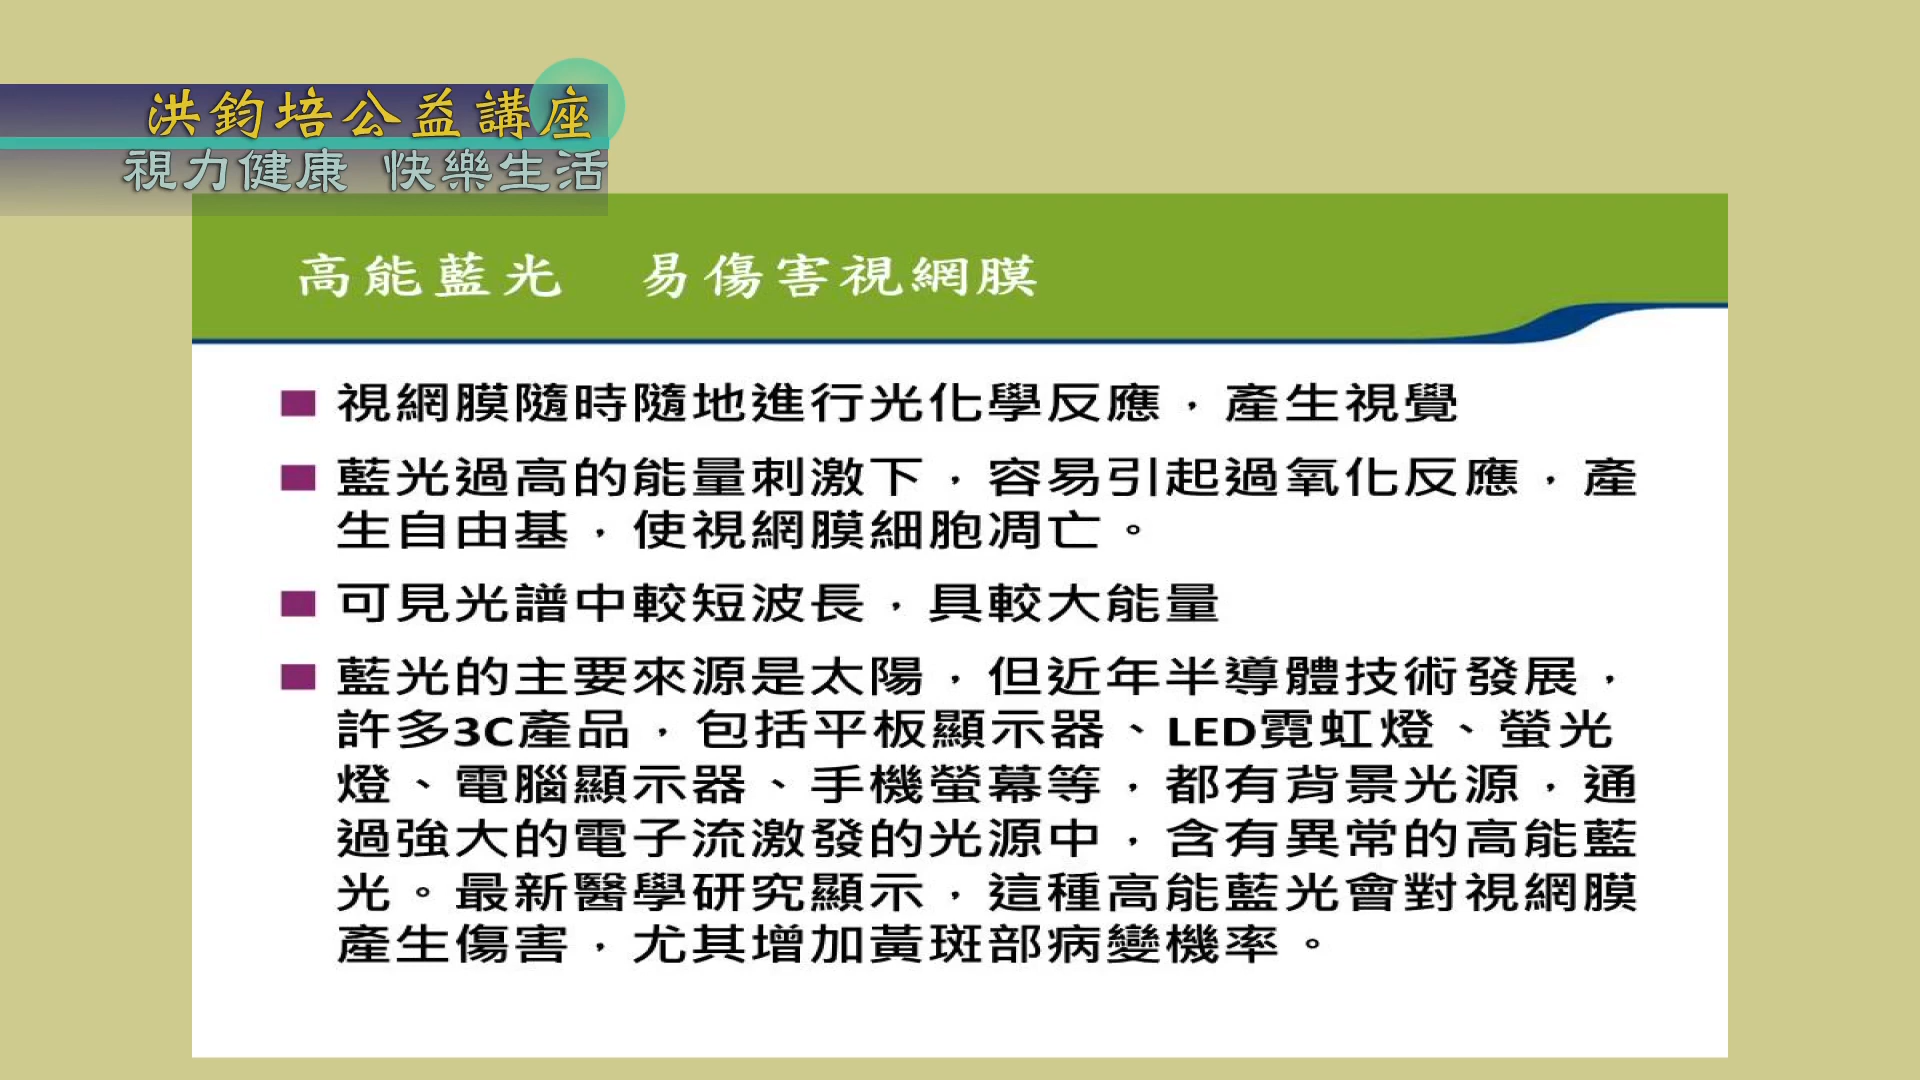 洪鈞培公益講座
視力健康 快樂生活
高能藍光 易傷害視網膜
視網膜隨時隨地進行光化學反應，產生視覺
藍光過高的能量刺激下，容易引起過氧化反應，產
生自由基，使視網膜細胞凋亡。
可見光譜中較短波長，具較大能量
藍光的主要來源是太陽，但近年半導體技術發展，
許多3C產品，包括平板顯示器、LED霓虹燈、螢光
燈、電腦顯示器、手機螢幕等，都有背景光源，通
過強大的電子流激發的光源中，含有異常的高能藍
光。最新醫學研究顯示，這種高能藍光會對視網膜
產生傷害，尤其增加黃斑部病變機率。